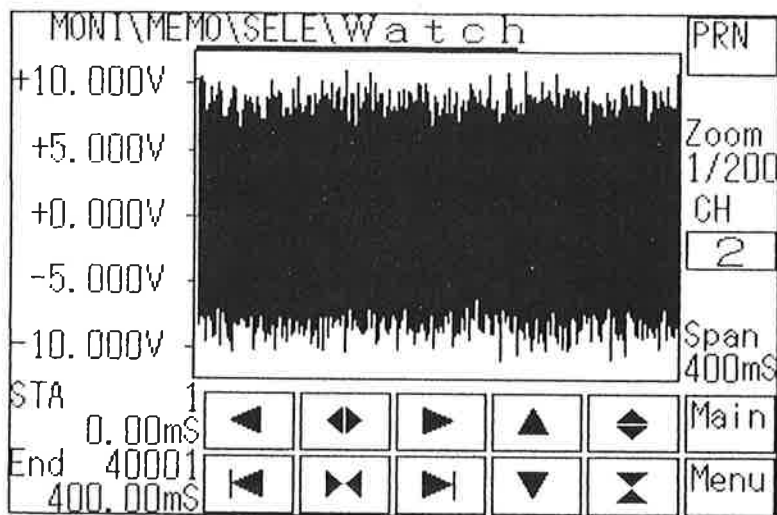 MONI\MEMO\SELE\Watch
PRN
+10.000V
+5.000V
+0.000V
-5.000V
-10.000V
Zoom
1/200
CH
2
Span
400mS
STA 1
0.00mS
End 40001
400.00mS
Main
Menu